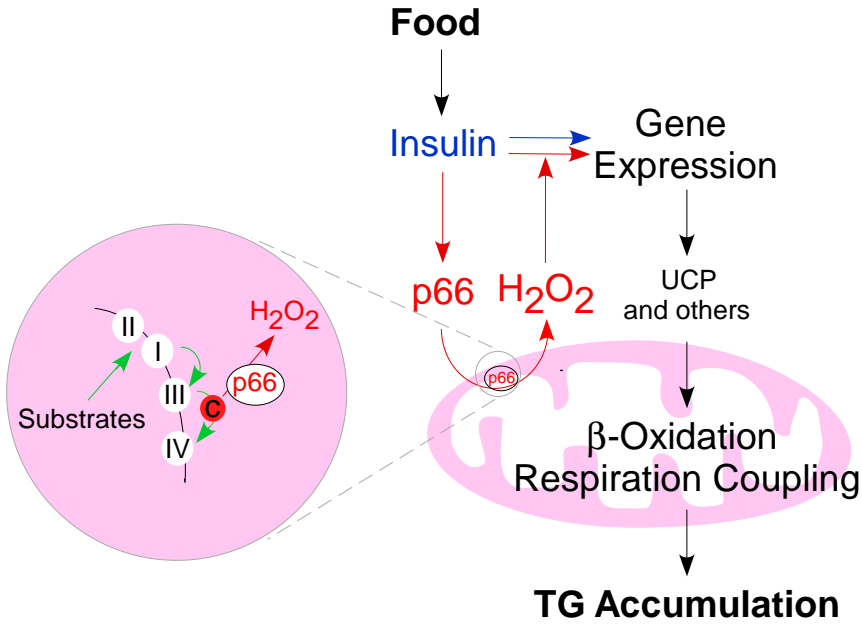 Food
Insulin
Gene
Expression
p66
H₂O₂
UCP
and others
p66
β-Oxidation
Respiration Coupling
TG Accumulation
II
I
III
IV
C
p66
H₂O₂
Substrates